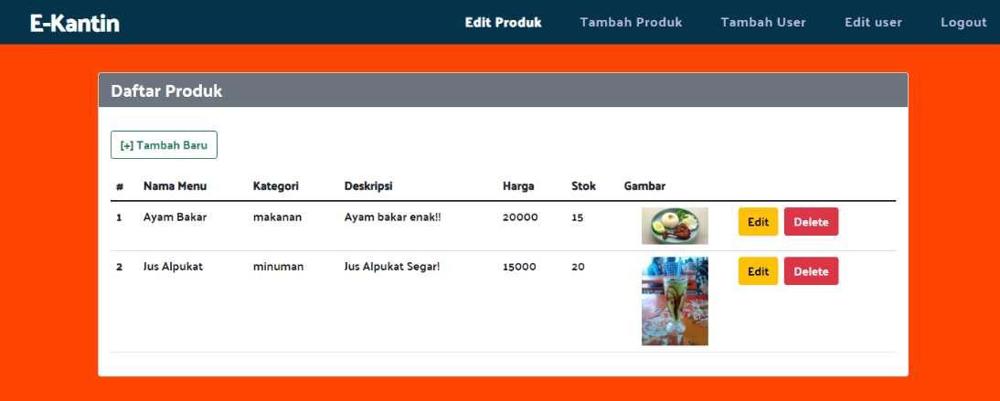 E-Kantin Edit Produk Tambah Produk Tambah User Edit user Logout
Daftar Produk
[+] Tambah Baru
# Nama Menu Kategori Deskripsi Harga Stok Gambar
1 Ayam Bakar makanan Ayam bakar enak!! 20000 15 Edit Delete
2 Jus Alpukat minuman Jus Alpukat Segar! 15000 20 Edit Delete